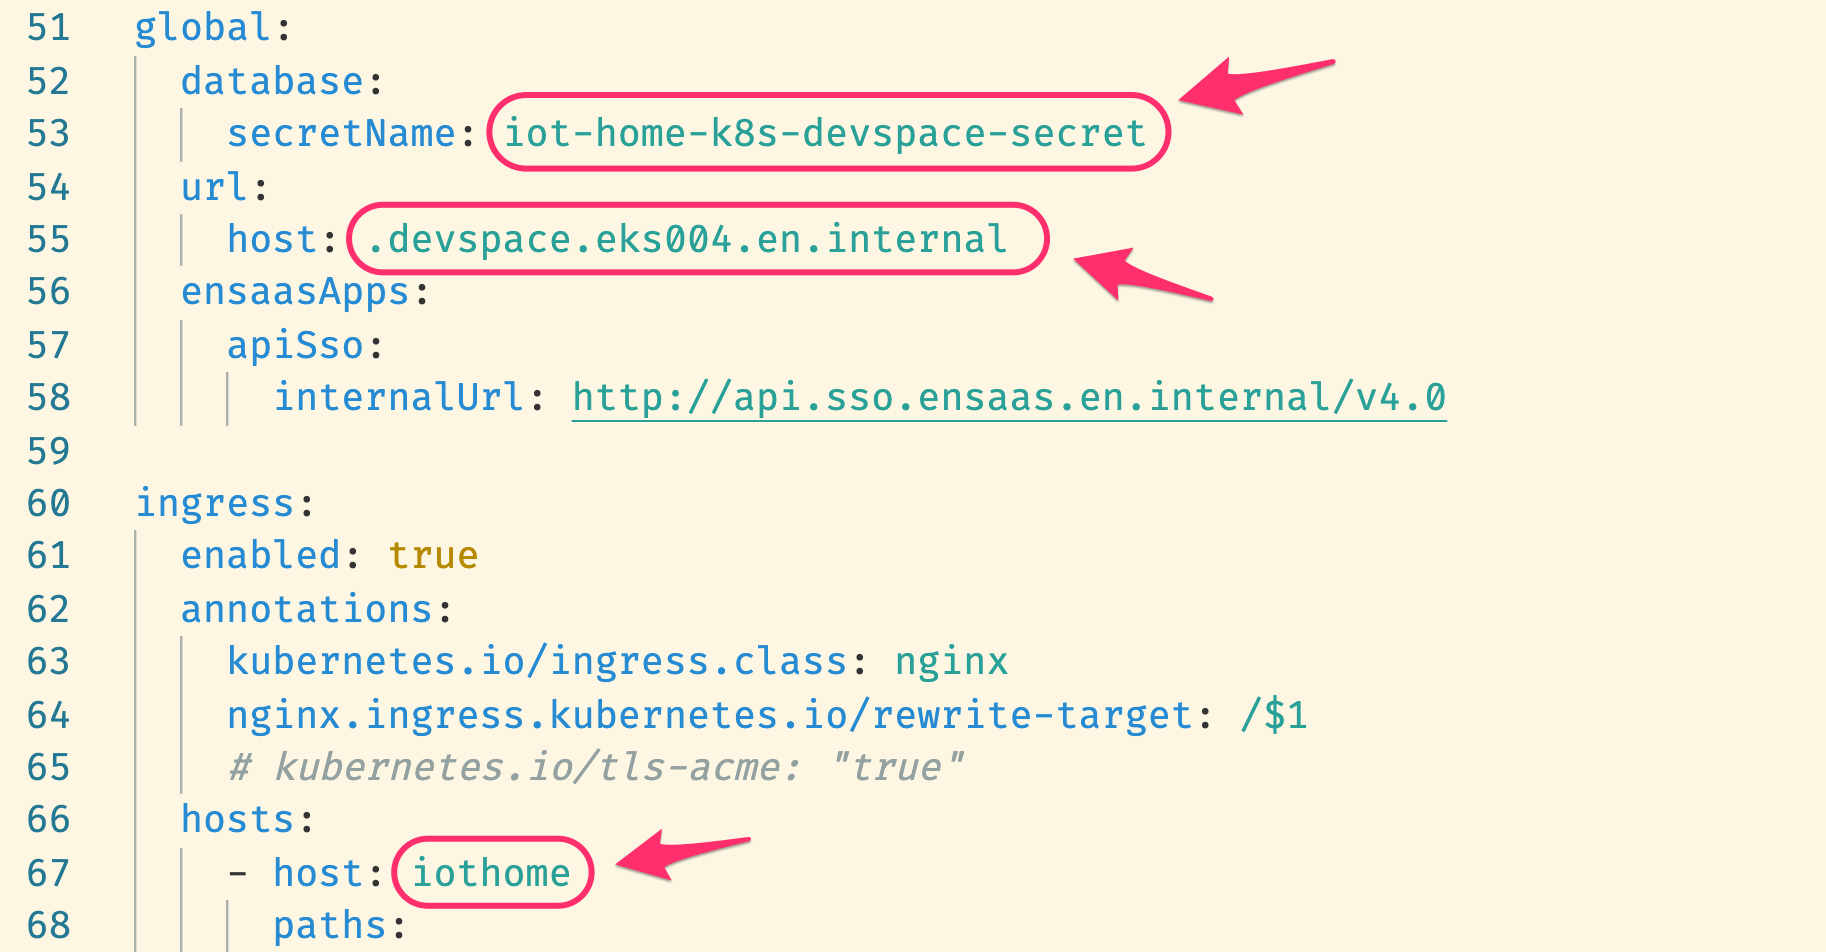 51 global:
52   database:
53     secretName: iot-home-k8s-devspace-secret
54   url:
55     host: .devspace.eks004.en.internal
56   ensaasApps:
57     apiSso:
58       internalUrl: http://api.sso.ensaas.en.internal/v4.0
59
60 ingress:
61   enabled: true
62   annotations:
63     kubernetes.io/ingress.class: nginx
64     nginx.ingress.kubernetes.io/rewrite-target: /$1
65     # kubernetes.io/tls-acme: "true"
66   hosts:
67     - host: iothome
68       paths: